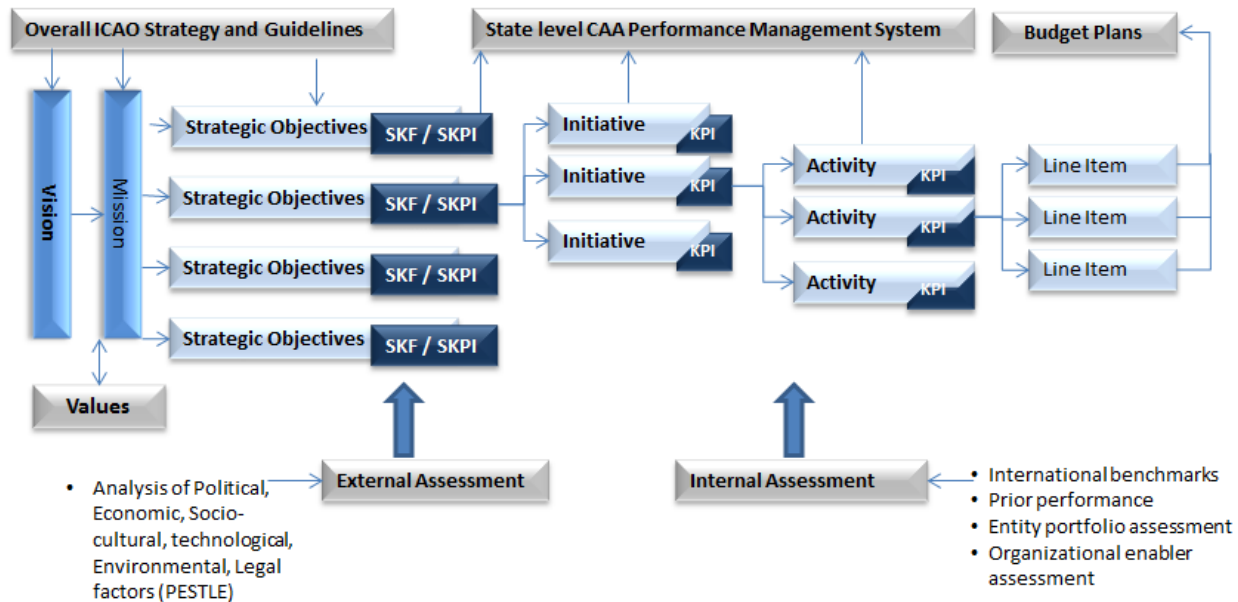 Overall ICAO Strategy and Guidelines
State level CAA Performance Management System
Budget Plans
Vision
Mission
Strategic Objectives
SKF / SKPI
Strategic Objectives
SKF / SKPI
Strategic Objectives
SKF / SKPI
Strategic Objectives
SKF / SKPI
Initiative
KPI
Initiative
KPI
Initiative
KPI
Activity
KPI
Activity
KPI
Activity
KPI
Line Item
Line Item
Line Item
Values
External Assessment
Internal Assessment
• Analysis of Political,
Economic, Socio-
cultural, technological,
Environmental, Legal
factors (PESTLE)
• International benchmarks
• Prior performance
• Entity portfolio assessment
• Organizational enabler
assessment